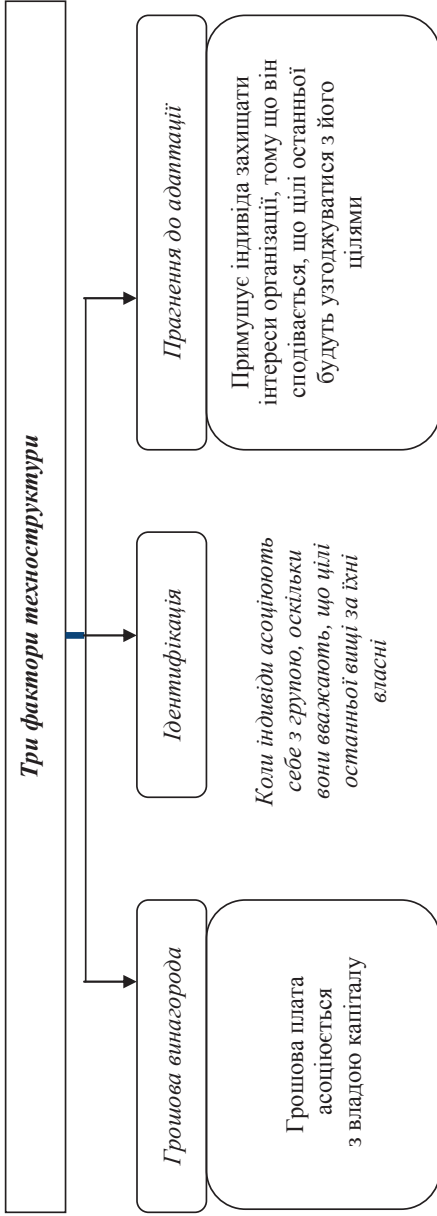 Три фактори техноструктури
Грошова винагорода
Грошова плата
асоціюється
з владою капіталу
Ідентифікація
Коли індивіди асоціюють
себе з групою, оскільки
вони вважають, що цілі
останньої вищі за їхні
власні
Прагнення до адаптації
Примушує індивіда захищати
інтереси організації, тому що він
сподівається, що цілі останньої
будуть узгоджуватися з його
цілями